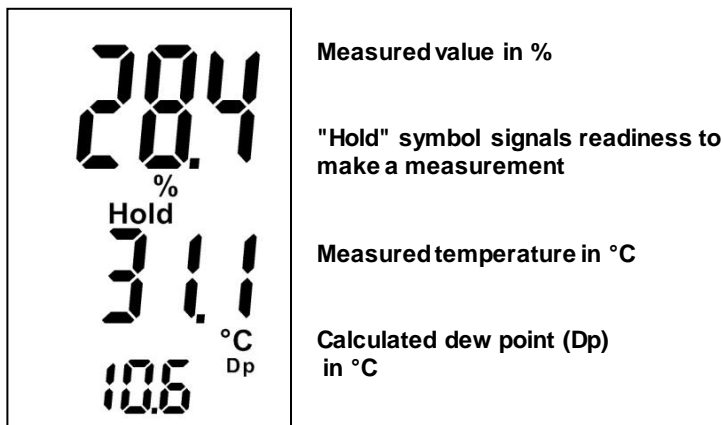 28.4
%
Hold
31.1
°C
Dp
10.6
Measured value in %
"Hold" symbol signals readiness to
make a measurement
Measured temperature in °C
Calculated dew point (Dp)
in °C